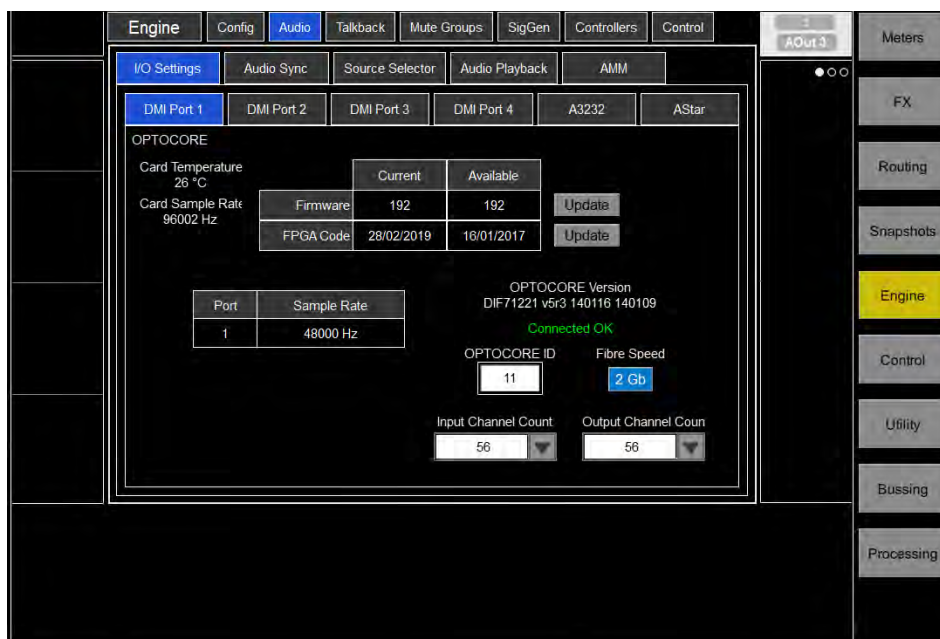 Engine Config Audio Talkback Mute Groups SigGen Controllers Control
AOut 3
Meters
I/O Settings Audio Sync Source Selector Audio Playback AMM
DMI Port 1 DMI Port 2 DMI Port 3 DMI Port 4 A3232 AStar
FX
OPTOCORE
Card Temperature
26 °C
Current Available
Routing
Card Sample Rate
96002 Hz
Firmware 192 192 Update
FPGA Code 28/02/2019 16/01/2017 Update
Snapshots
OPTOCORE Version
DIF71221 v5r3 140116 140109
Engine
Port Sample Rate
1 48000 Hz
Connected OK
OPTOCORE ID Fibre Speed
11 2 Gb
Control
Input Channel Count Output Channel Coun
56 56
Utility
Bussing
Processing